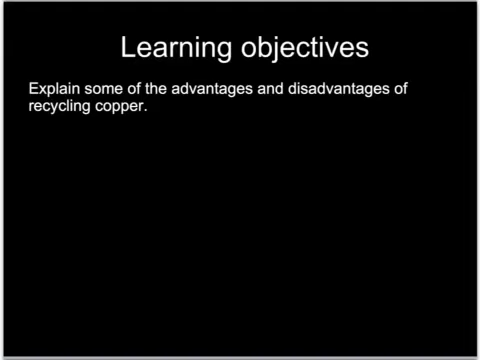 Learning objectives
Explain some of the advantages and disadvantages of
recycling copper.